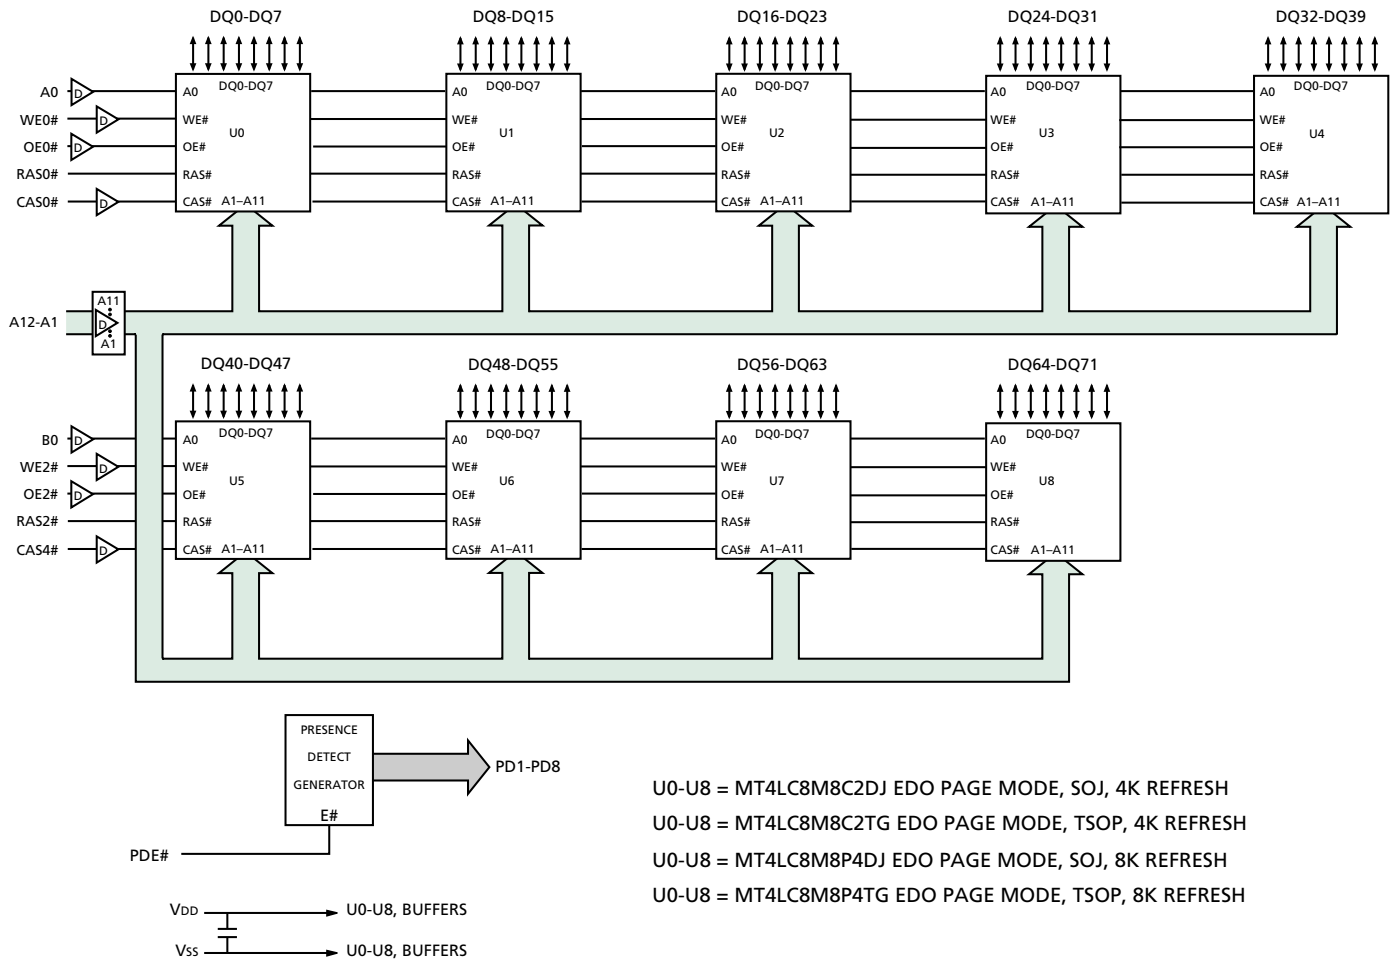 DQ0-DQ7 DQ8-DQ15 DQ16-DQ23 DQ24-DQ31 DQ32-DQ39
A0 D A0 DQ0-DQ7 A0 DQ0-DQ7 A0 DQ0-DQ7 A0 DQ0-DQ7 A0 DQ0-DQ7
WE0# D WE# U0 WE# U1 WE# U2 WE# U3 WE# U4
OE0# D OE# OE# OE# OE# OE#
RAS0# RAS# RAS# RAS# RAS# RAS#
CAS0# D CAS# A1–A11 CAS# A1–A11 CAS# A1–A11 CAS# A1–A11 CAS# A1–A11
A11
A12-A1 D
A1
DQ40-DQ47 DQ48-DQ55 DQ56-DQ63 DQ64-DQ71
B0 D A0 DQ0-DQ7 A0 DQ0-DQ7 A0 DQ0-DQ7 A0 DQ0-DQ7
WE2# D WE# U5 WE# U6 WE# U7 WE# U8
OE2# D OE# OE# OE# OE#
RAS2# RAS# RAS# RAS# RAS#
CAS4# D CAS# A1–A11 CAS# A1–A11 CAS# A1–A11 CAS# A1–A11
PRESENCE
DETECT
GENERATOR
E#
PD1-PD8
PDE#
VDD U0-U8, BUFFERS
VSS U0-U8, BUFFERS
U0-U8 = MT4LC8M8C2DJ EDO PAGE MODE, SOJ, 4K REFRESH
U0-U8 = MT4LC8M8C2TG EDO PAGE MODE, TSOP, 4K REFRESH
U0-U8 = MT4LC8M8P4DJ EDO PAGE MODE, SOJ, 8K REFRESH
U0-U8 = MT4LC8M8P4TG EDO PAGE MODE, TSOP, 8K REFRESH